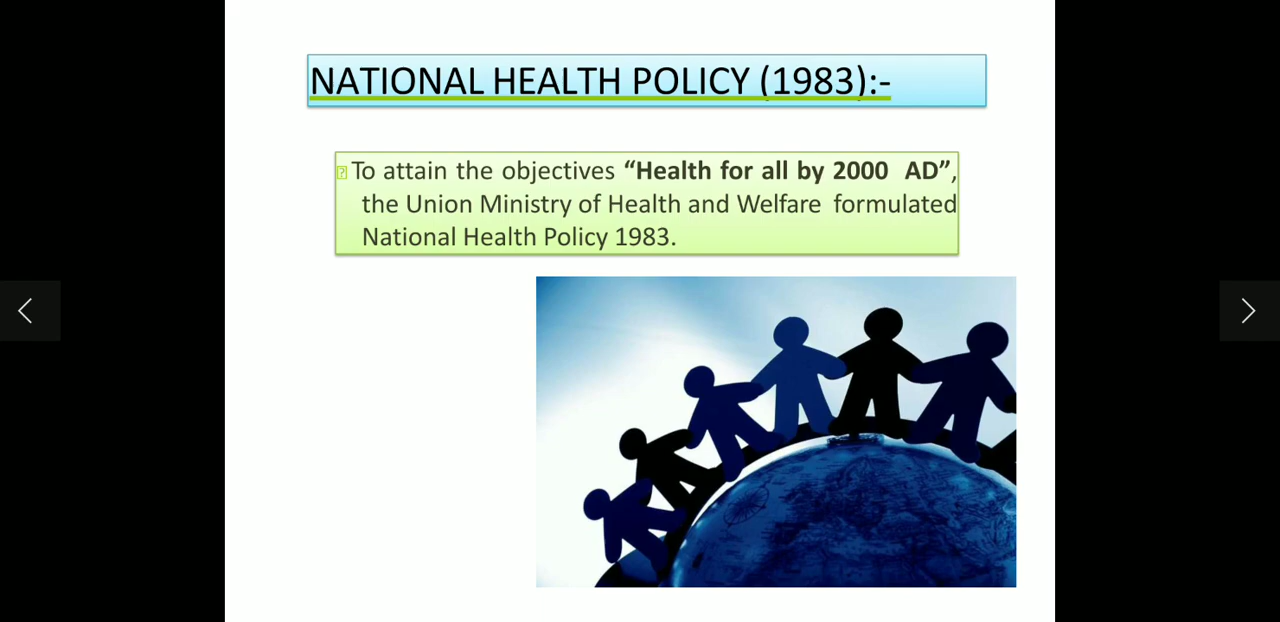 NATIONAL HEALTH POLICY (1983):-
To attain the objectives “Health for all by 2000 AD”,
the Union Ministry of Health and Welfare formulated
National Health Policy 1983.